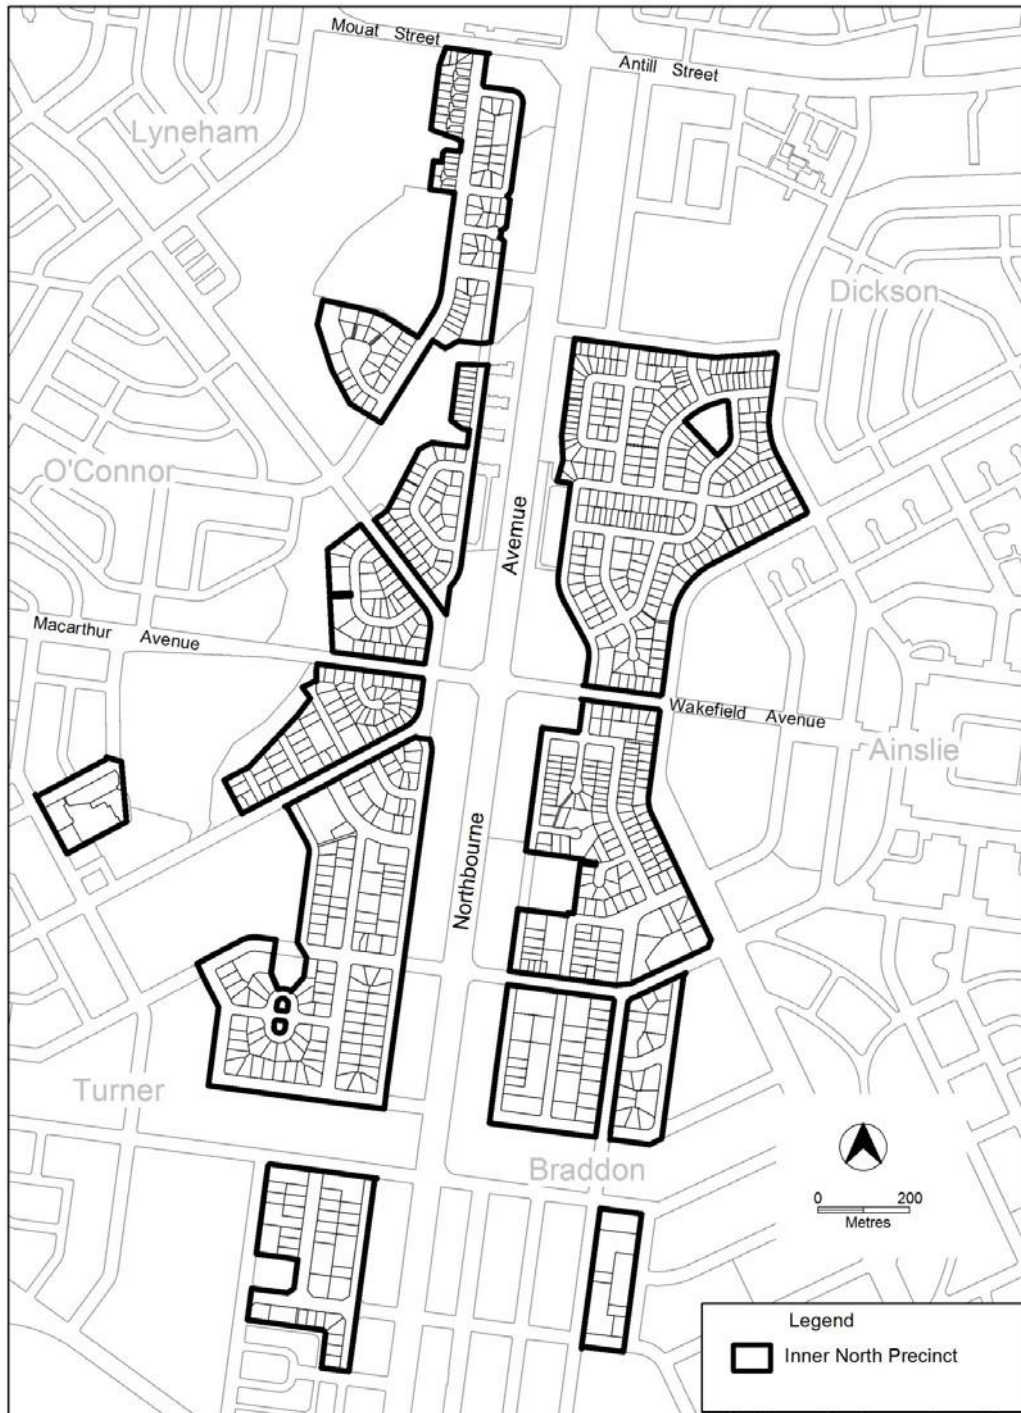 Mouat Street
Antill Street
Lyneham
Dickson
O'Connor
Avemue
Macarthur Avenue
Wakefield Avenue
Ainslie
Northbourne
Turner
Braddon
0 200
Metres
Legend
Inner North Precinct